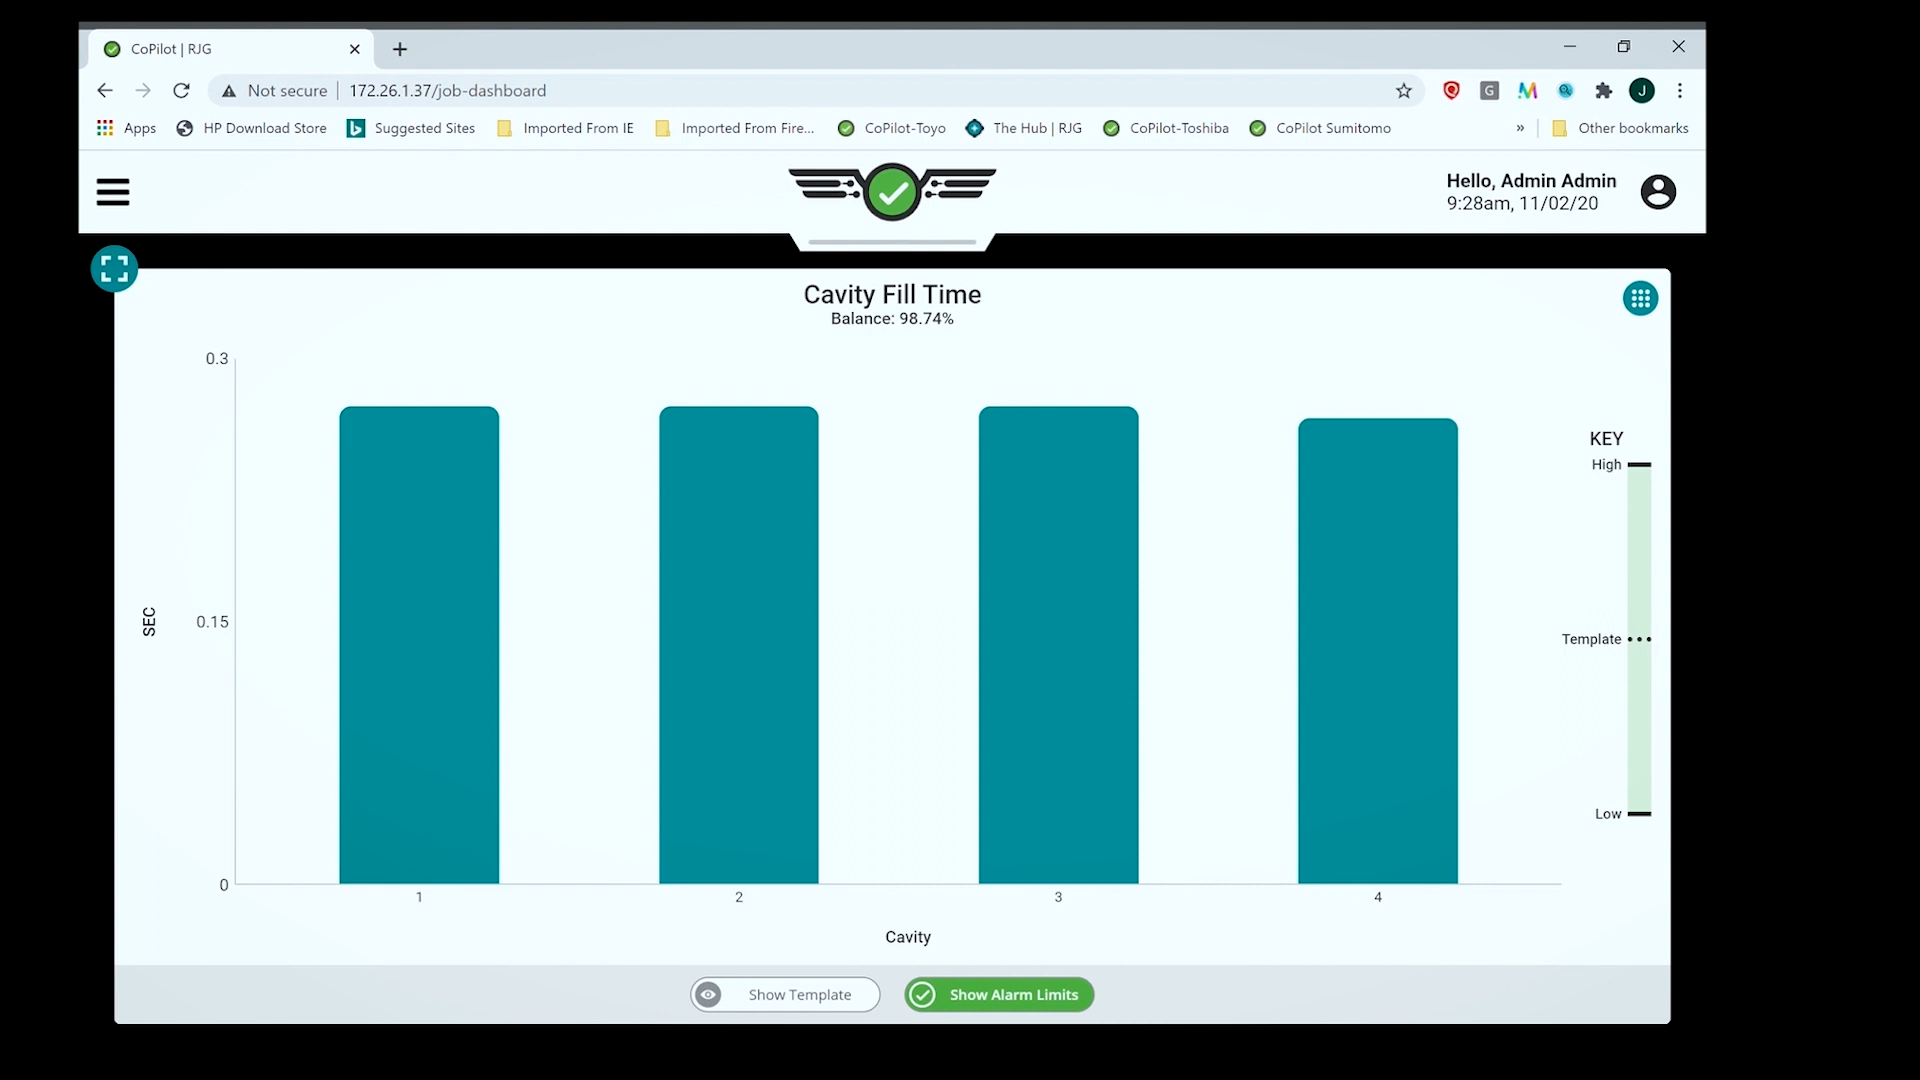 CoPilot | RJG
Not secure
172.26.1.37/job-dashboard
G
J
Apps
HP Download Store
Suggested Sites
Imported From IE
Imported From Fire...
CoPilot-Toyo
The Hub | RJG
CoPilot-Toshiba
CoPilot Sumitomo
»
Other bookmarks
Hello, Admin Admin
9:28am, 11/02/20
Cavity Fill Time
Balance: 98.74%
0.3
0.15
0
SEC
1
2
3
4
Cavity
KEY
High
Template
Low
Show Template
Show Alarm Limits